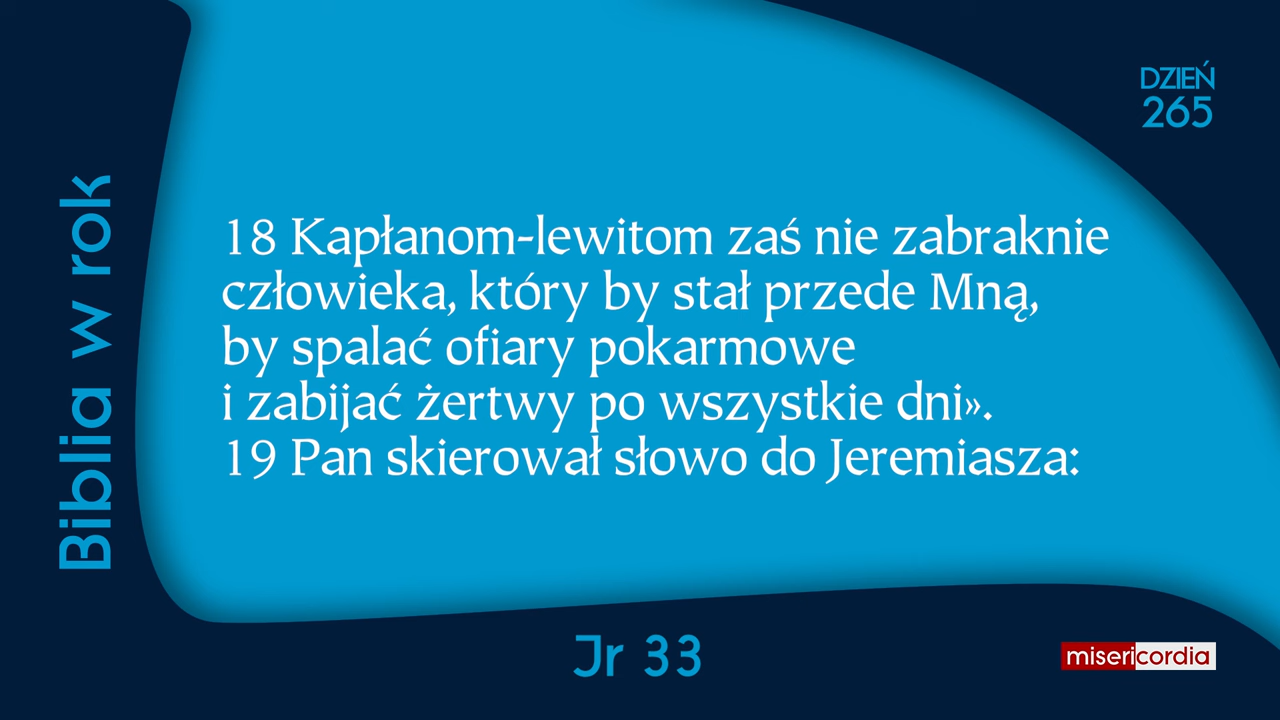 DZIEŃ
265
Biblia w rok
18 Kapłanom-lewitom zaś nie zabraknie
człowieka, który by stał przede Mną,
by spalać ofiary pokarmowe
i zabijać żertwy po wszystkie dni».
19 Pan skierował słowo do Jeremiasza:
Jr 33
misericordia